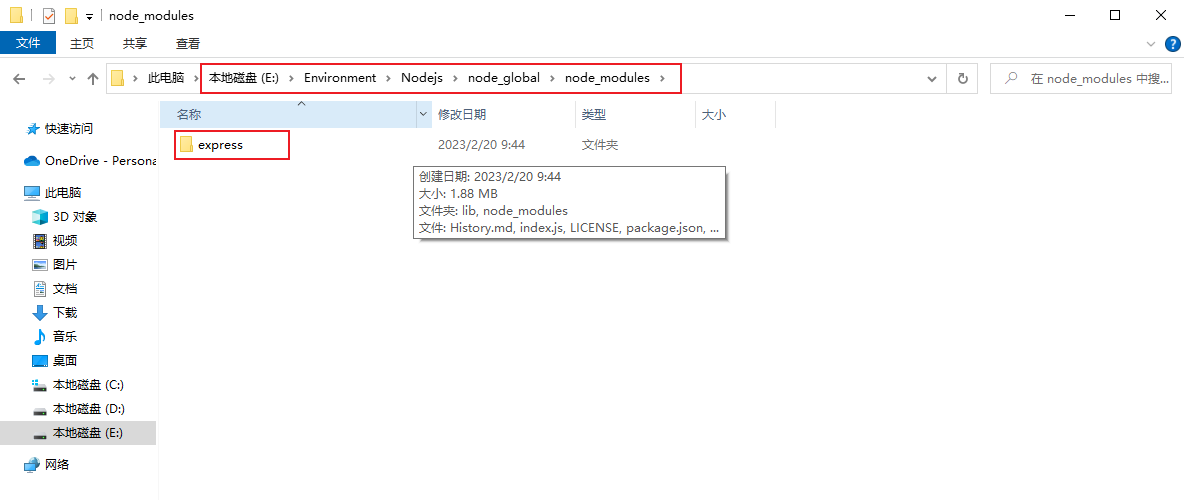 node_modules
文件 主页 共享 查看
此电脑 本地磁盘 (E:) Environment Nodejs node_global node_modules
在 node_modules 中搜...
名称 修改日期 类型 大小
express 2023/2/20 9:44 文件夹
创建日期: 2023/2/20 9:44
大小: 1.88 MB
文件夹: lib, node_modules
文件: History.md, index.js, LICENSE, package.json, ...
快速访问
OneDrive - Persona
此电脑
3D 对象
视频
图片
文档
下载
音乐
桌面
本地磁盘 (C:)
本地磁盘 (D:)
本地磁盘 (E:)
网络